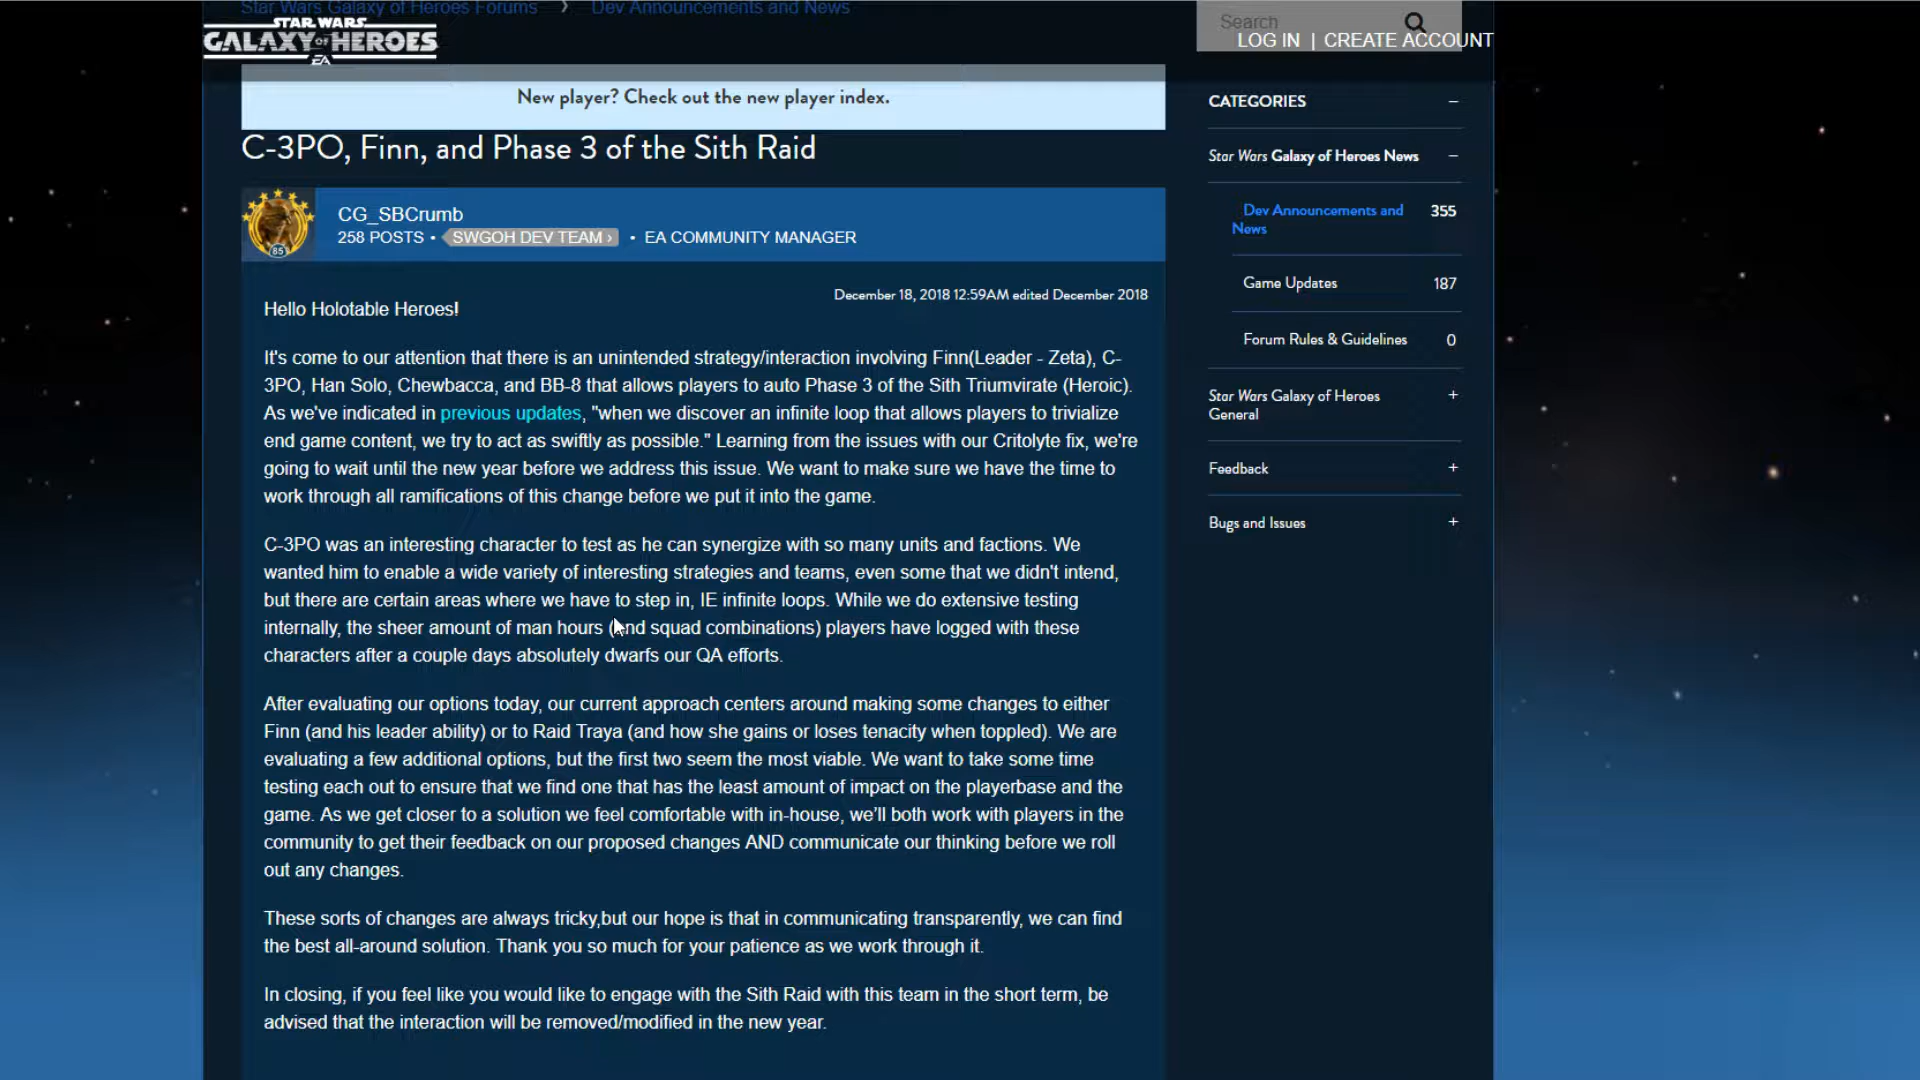 Star Wars Galaxy of Heroes Forums › Dev Announcements and News
STAR WARS
GALAXY OF HEROES
EA
Search
LOG IN | CREATE ACCOUNT
New player? Check out the new player index.
C-3PO, Finn, and Phase 3 of the Sith Raid
CG_SBCrumb
258 POSTS • SWGOH DEV TEAM › • EA COMMUNITY MANAGER
85
December 18, 2018 12:59AM edited December 2018
Hello Holotable Heroes!
It's come to our attention that there is an unintended strategy/interaction involving Finn(Leader - Zeta), C-
3PO, Han Solo, Chewbacca, and BB-8 that allows players to auto Phase 3 of the Sith Triumvirate (Heroic).
As we've indicated in previous updates, "when we discover an infinite loop that allows players to trivialize
end game content, we try to act as swiftly as possible." Learning from the issues with our Critolyte fix, we're
going to wait until the new year before we address this issue. We want to make sure we have the time to
work through all ramifications of this change before we put it into the game.
C-3PO was an interesting character to test as he can synergize with so many units and factions. We
wanted him to enable a wide variety of interesting strategies and teams, even some that we didn't intend,
but there are certain areas where we have to step in, IE infinite loops. While we do extensive testing
internally, the sheer amount of man hours (and squad combinations) players have logged with these
characters after a couple days absolutely dwarfs our QA efforts.
After evaluating our options today, our current approach centers around making some changes to either
Finn (and his leader ability) or to Raid Traya (and how she gains or loses tenacity when toppled). We are
evaluating a few additional options, but the first two seem the most viable. We want to take some time
testing each out to ensure that we find one that has the least amount of impact on the playerbase and the
game. As we get closer to a solution we feel comfortable with in-house, we'll both work with players in the
community to get their feedback on our proposed changes AND communicate our thinking before we roll
out any changes.
These sorts of changes are always tricky,but our hope is that in communicating transparently, we can find
the best all-around solution. Thank you so much for your patience as we work through it.
In closing, if you feel like you would like to engage with the Sith Raid with this team in the short term, be
advised that the interaction will be removed/modified in the new year.
CATEGORIES –
Star Wars Galaxy of Heroes News –
Dev Announcements and 355
News
Game Updates 187
Forum Rules & Guidelines 0
Star Wars Galaxy of Heroes +
General
Feedback +
Bugs and Issues +